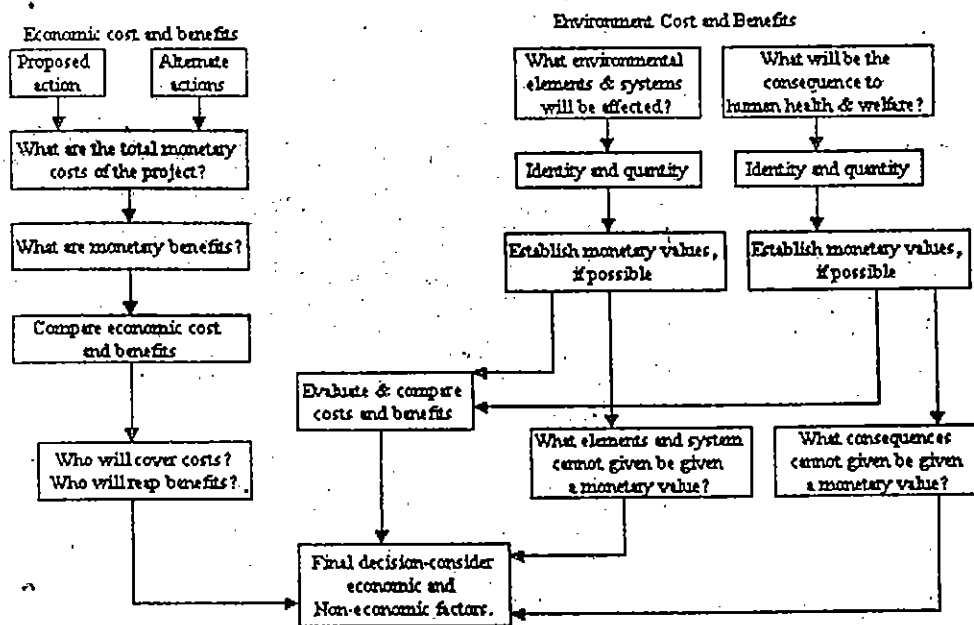 Economic cost and benefits
Proposed
action
Alternate
actions
What are the total monetary
costs of the project?
What are monetary benefits?
Compare economic cost
and benefits
Who will cover costs?
Who will reap benefits?
Environment Cost and Benefits
What environmental
elements & systems
will be affected?
What will be the
consequence to
human health & welfare?
Identity and quantity
Identity and quantity
Establish monetary values,
if possible
Establish monetary values,
if possible
Evaluate & compare
costs and benefits
What elements and system
cannot given be given
a monetary value?
What consequences
cannot given be given
a monetary value?
Final decision-consider
economic and
Non-economic factors.